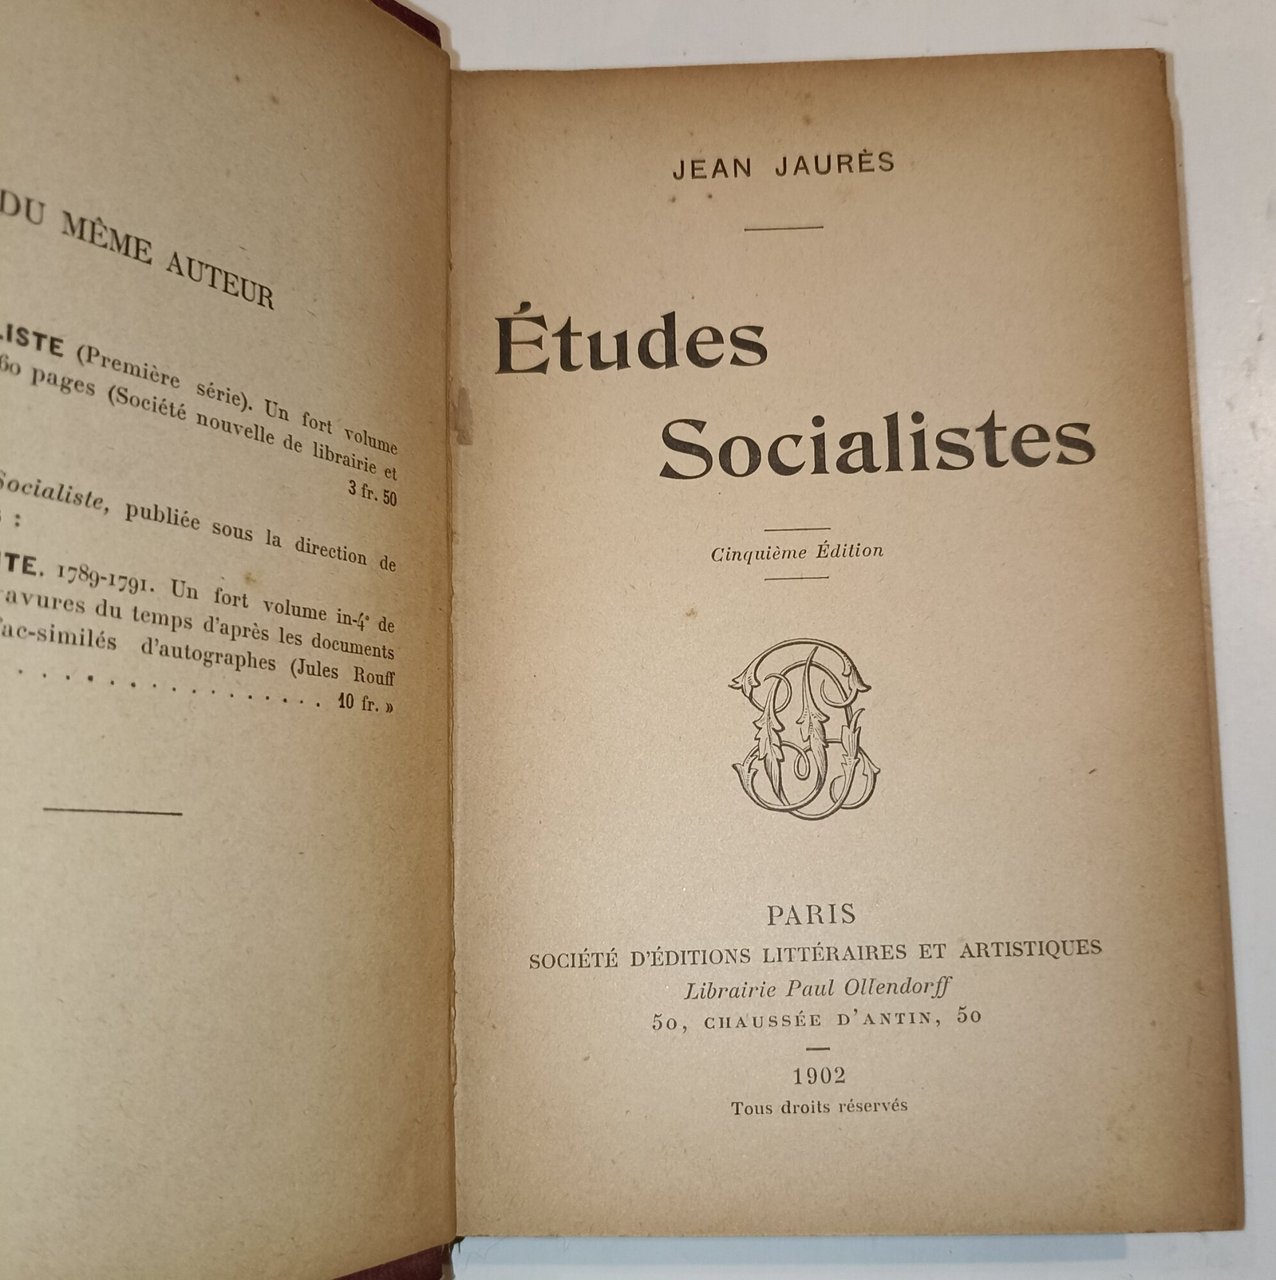 DU MÊME AUTEUR
(Première série). Un fort volume
60 pages (Société nouvelle de librairie et
3 fr. 50
Socialiste, publiée sous la direction de
:
1789-1791. Un fort volume in-4° de
du temps d'après les documents
fac-similés d'autographes (Jules Rouff
. . . . . . . . . . . . . . . . 10 fr. »
JEAN JAURÈS
Études
Socialistes
Cinquième Édition
PARIS
SOCIÉTÉ D'ÉDITIONS LITTÉRAIRES ET ARTISTIQUES
Librairie Paul Ollendorff
50, CHAUSSÉE D'ANTIN, 50
1902
Tous droits réservés